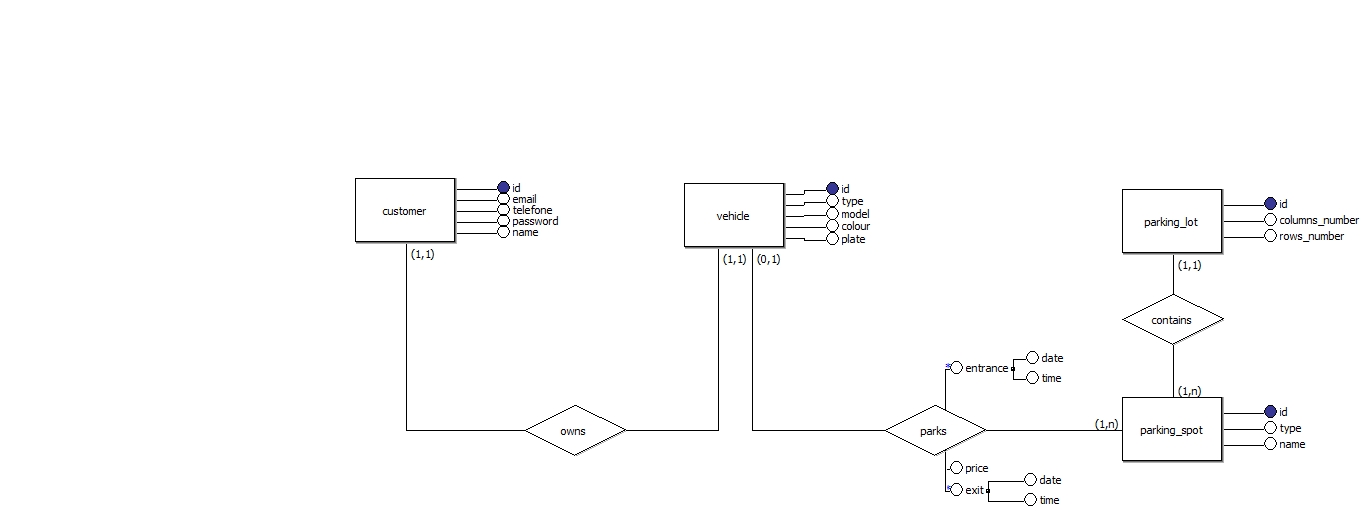 customer
id
email
telefone
password
name
(1,1)
vehicle
id
type
model
colour
plate
(1,1) (0,1)
parking_lot
id
columns_number
rows_number
(1,1)
contains
(1,n)
owns
parks
* entrance
date
time
price
* exit
date
time
(1,n)
parking_spot
id
type
name